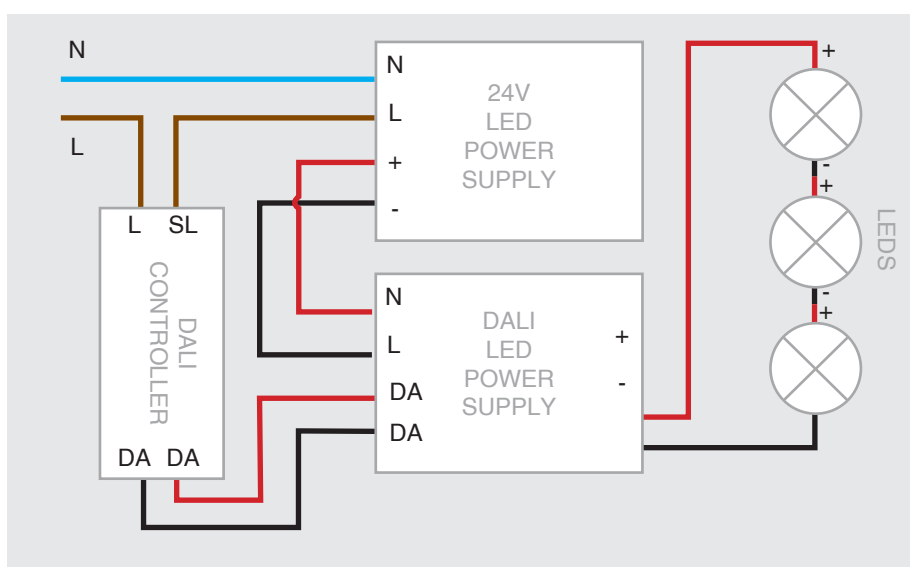 N
L
L SL
DALI
CONTROLLER
DA DA
N
L
+
-
24V
LED
POWER
SUPPLY
N
L
DA
DA
DALI
LED
POWER
SUPPLY
+
-
+
-
+
-
+
LEDS